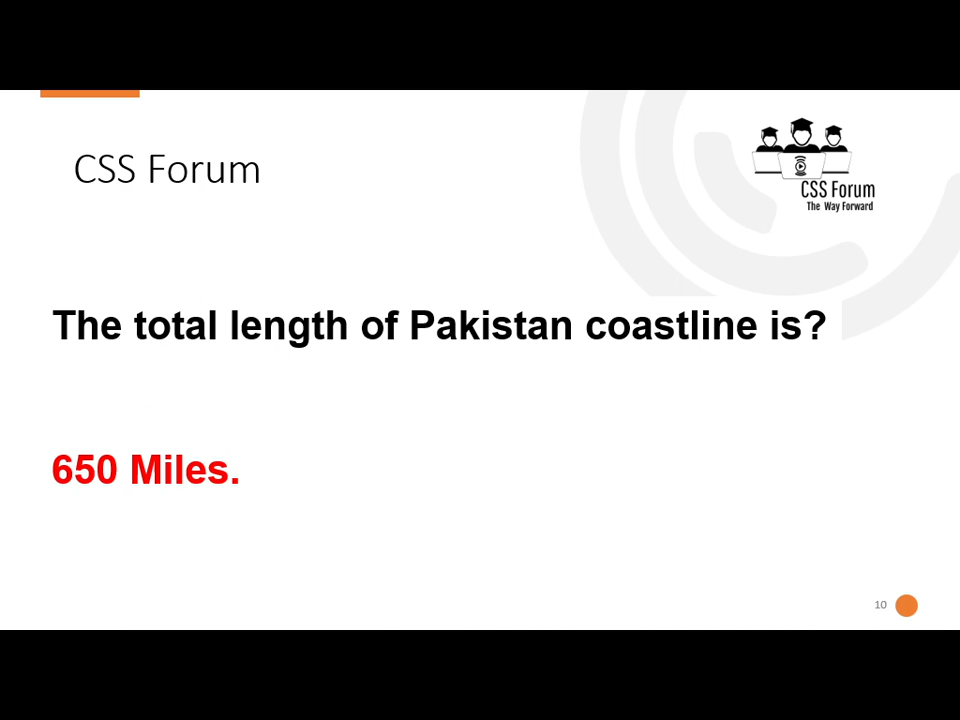 CSS Forum
CSS Forum
The Way Forward
The total length of Pakistan coastline is?
650 Miles.
10